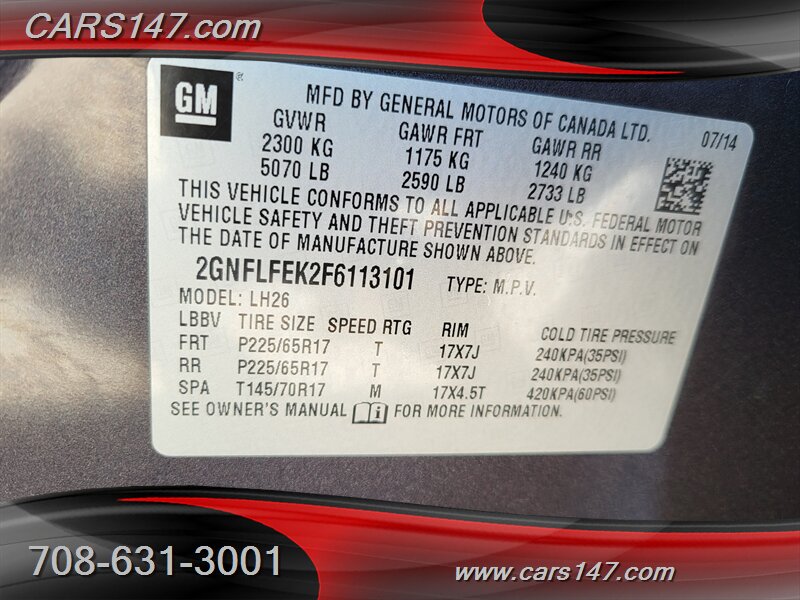 CARS147.com
GM ®
MFD BY GENERAL MOTORS OF CANADA LTD.
07/14
GVWR GAWR FRT GAWR RR
2300 KG 1175 KG 1240 KG
5070 LB 2590 LB 2733 LB
THIS VEHICLE CONFORMS TO ALL APPLICABLE U.S. FEDERAL MOTOR
VEHICLE SAFETY AND THEFT PREVENTION STANDARDS IN EFFECT ON
THE DATE OF MANUFACTURE SHOWN ABOVE.
2GNFLFEK2F6113101 TYPE: M.P.V.
MODEL: LH26
LBBV TIRE SIZE SPEED RTG RIM COLD TIRE PRESSURE
FRT P225/65R17 T 17X7J 240KPA(35PSI)
RR P225/65R17 T 17X7J 240KPA(35PSI)
SPA T145/70R17 M 17X4.5T 420KPA(60PSI)
SEE OWNER'S MANUAL i FOR MORE INFORMATION.
708-631-3001
www.cars147.com